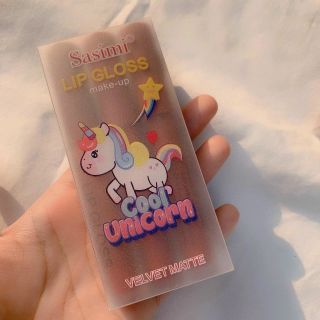 Sasimi®
LIP GLOSS
make-up
Cool
UNICORN
VELVET MATTE